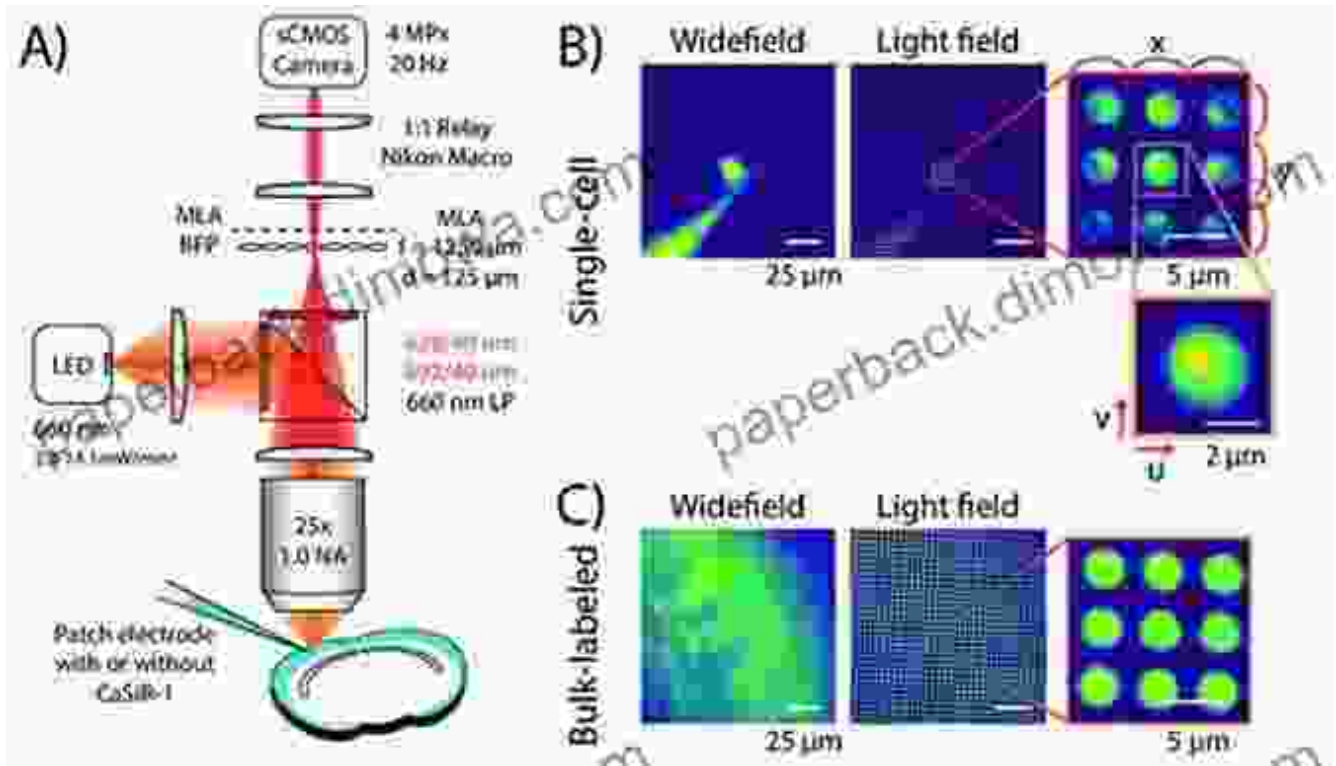 A)
sCMOS
Camera
4 MPx
20 Hz
1:1 Relay
Nikon Macro
MLA
BFP
MLA
d = 125 µm
LED
660 nm LP
25x
1.0 NA
Patch electrode
with or without
CaSiR-1
B)
Single-cell
Widefield
Light field
x
25 µm
5 µm
v
u
2 µm
C)
Bulk-labeled
Widefield
Light field
25 µm
5 µm
paperback.dimo